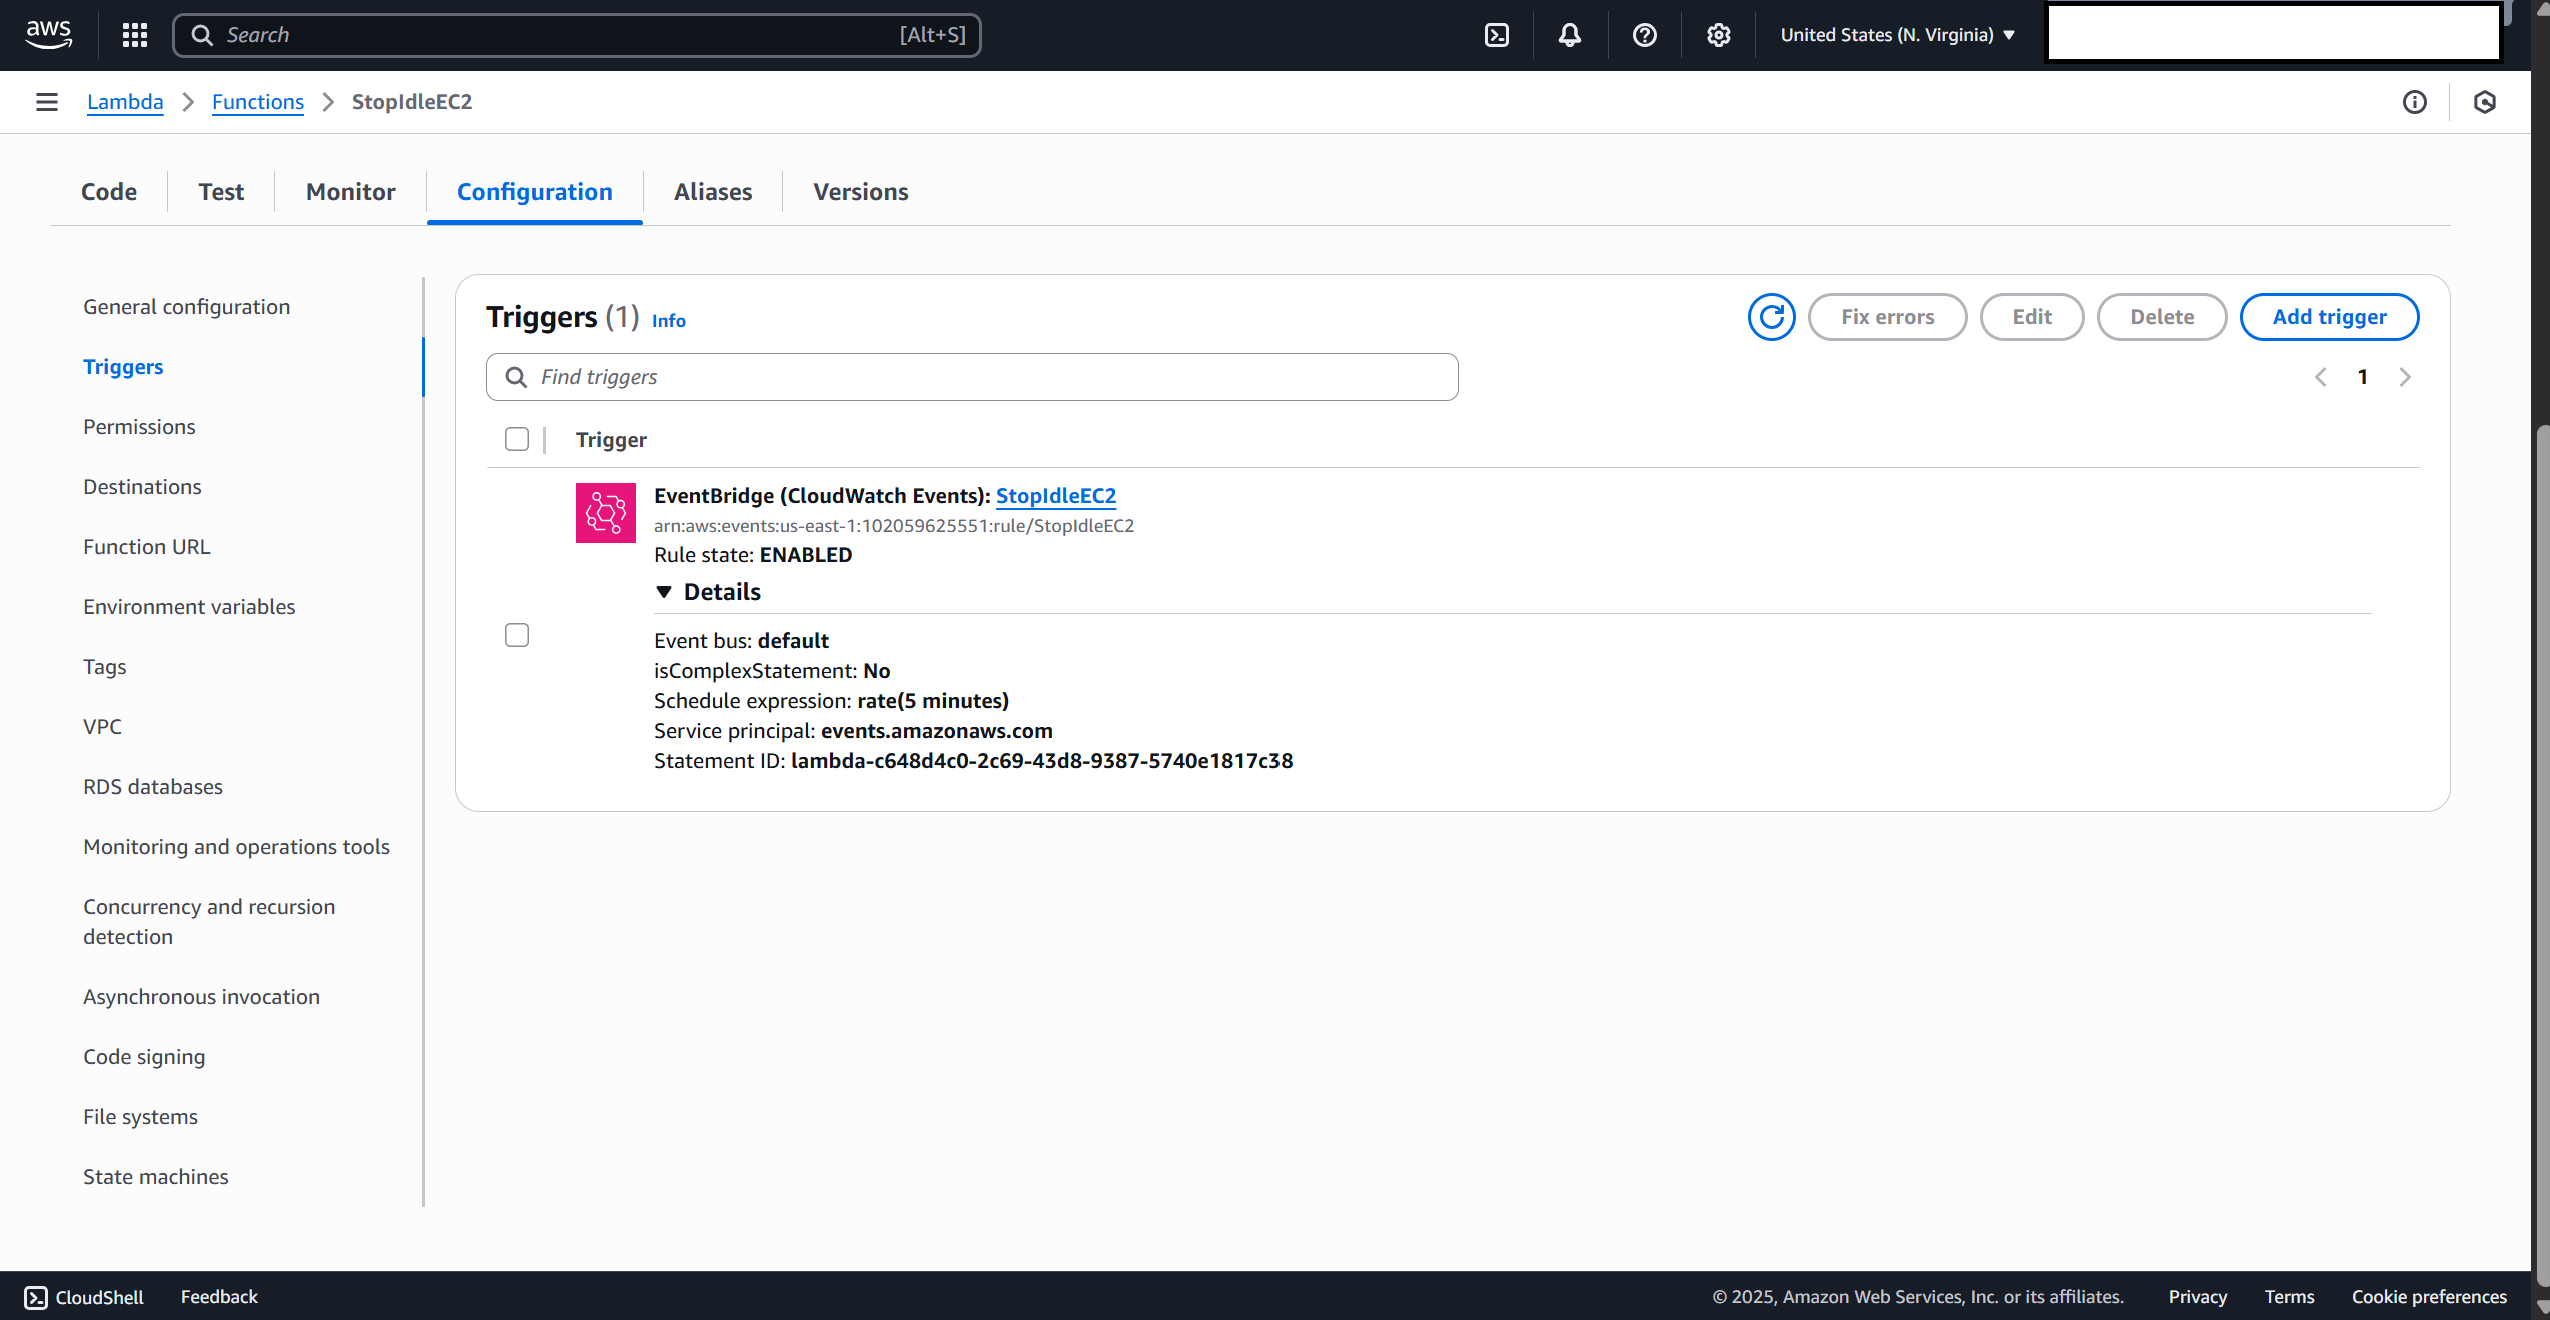 aws
Search [Alt+S]
United States (N. Virginia)
Lambda
Functions
StopIdleEC2
Code
Test
Monitor
Configuration
Aliases
Versions
General configuration
Triggers
Permissions
Destinations
Function URL
Environment variables
Tags
VPC
RDS databases
Monitoring and operations tools
Concurrency and recursion
detection
Asynchronous invocation
Code signing
File systems
State machines
Triggers (1) Info
Fix errors
Edit
Delete
Add trigger
Find triggers
1
Trigger
EventBridge (CloudWatch Events): StopIdleEC2
arn:aws:events:us-east-1:102059625551:rule/StopIdleEC2
Rule state: ENABLED
Details
Event bus: default
isComplexStatement: No
Schedule expression: rate(5 minutes)
Service principal: events.amazonaws.com
Statement ID: lambda-c648d4c0-2c69-43d8-9387-5740e1817c38
CloudShell
Feedback
© 2025, Amazon Web Services, Inc. or its affiliates.
Privacy
Terms
Cookie preferences